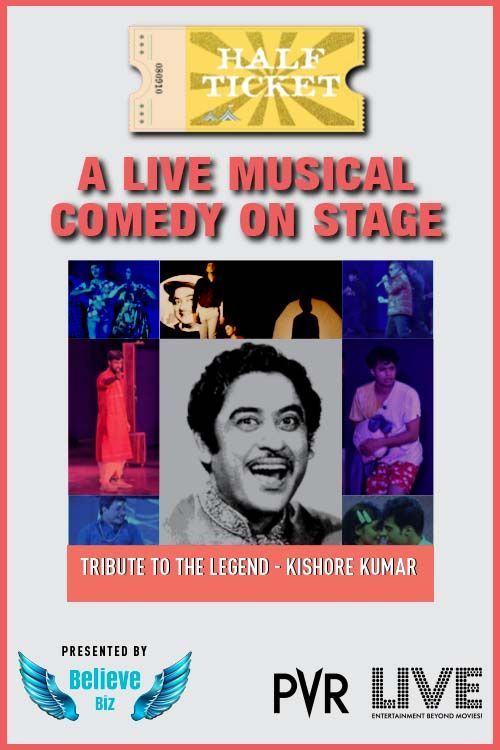 080910
HALF
TICKET
A LIVE MUSICAL
COMEDY ON STAGE
TRIBUTE TO THE LEGEND - KISHORE KUMAR
PRESENTED BY
Believe
Biz
PVR LIVE
ENTERTAINMENT BEYOND MOVIES!